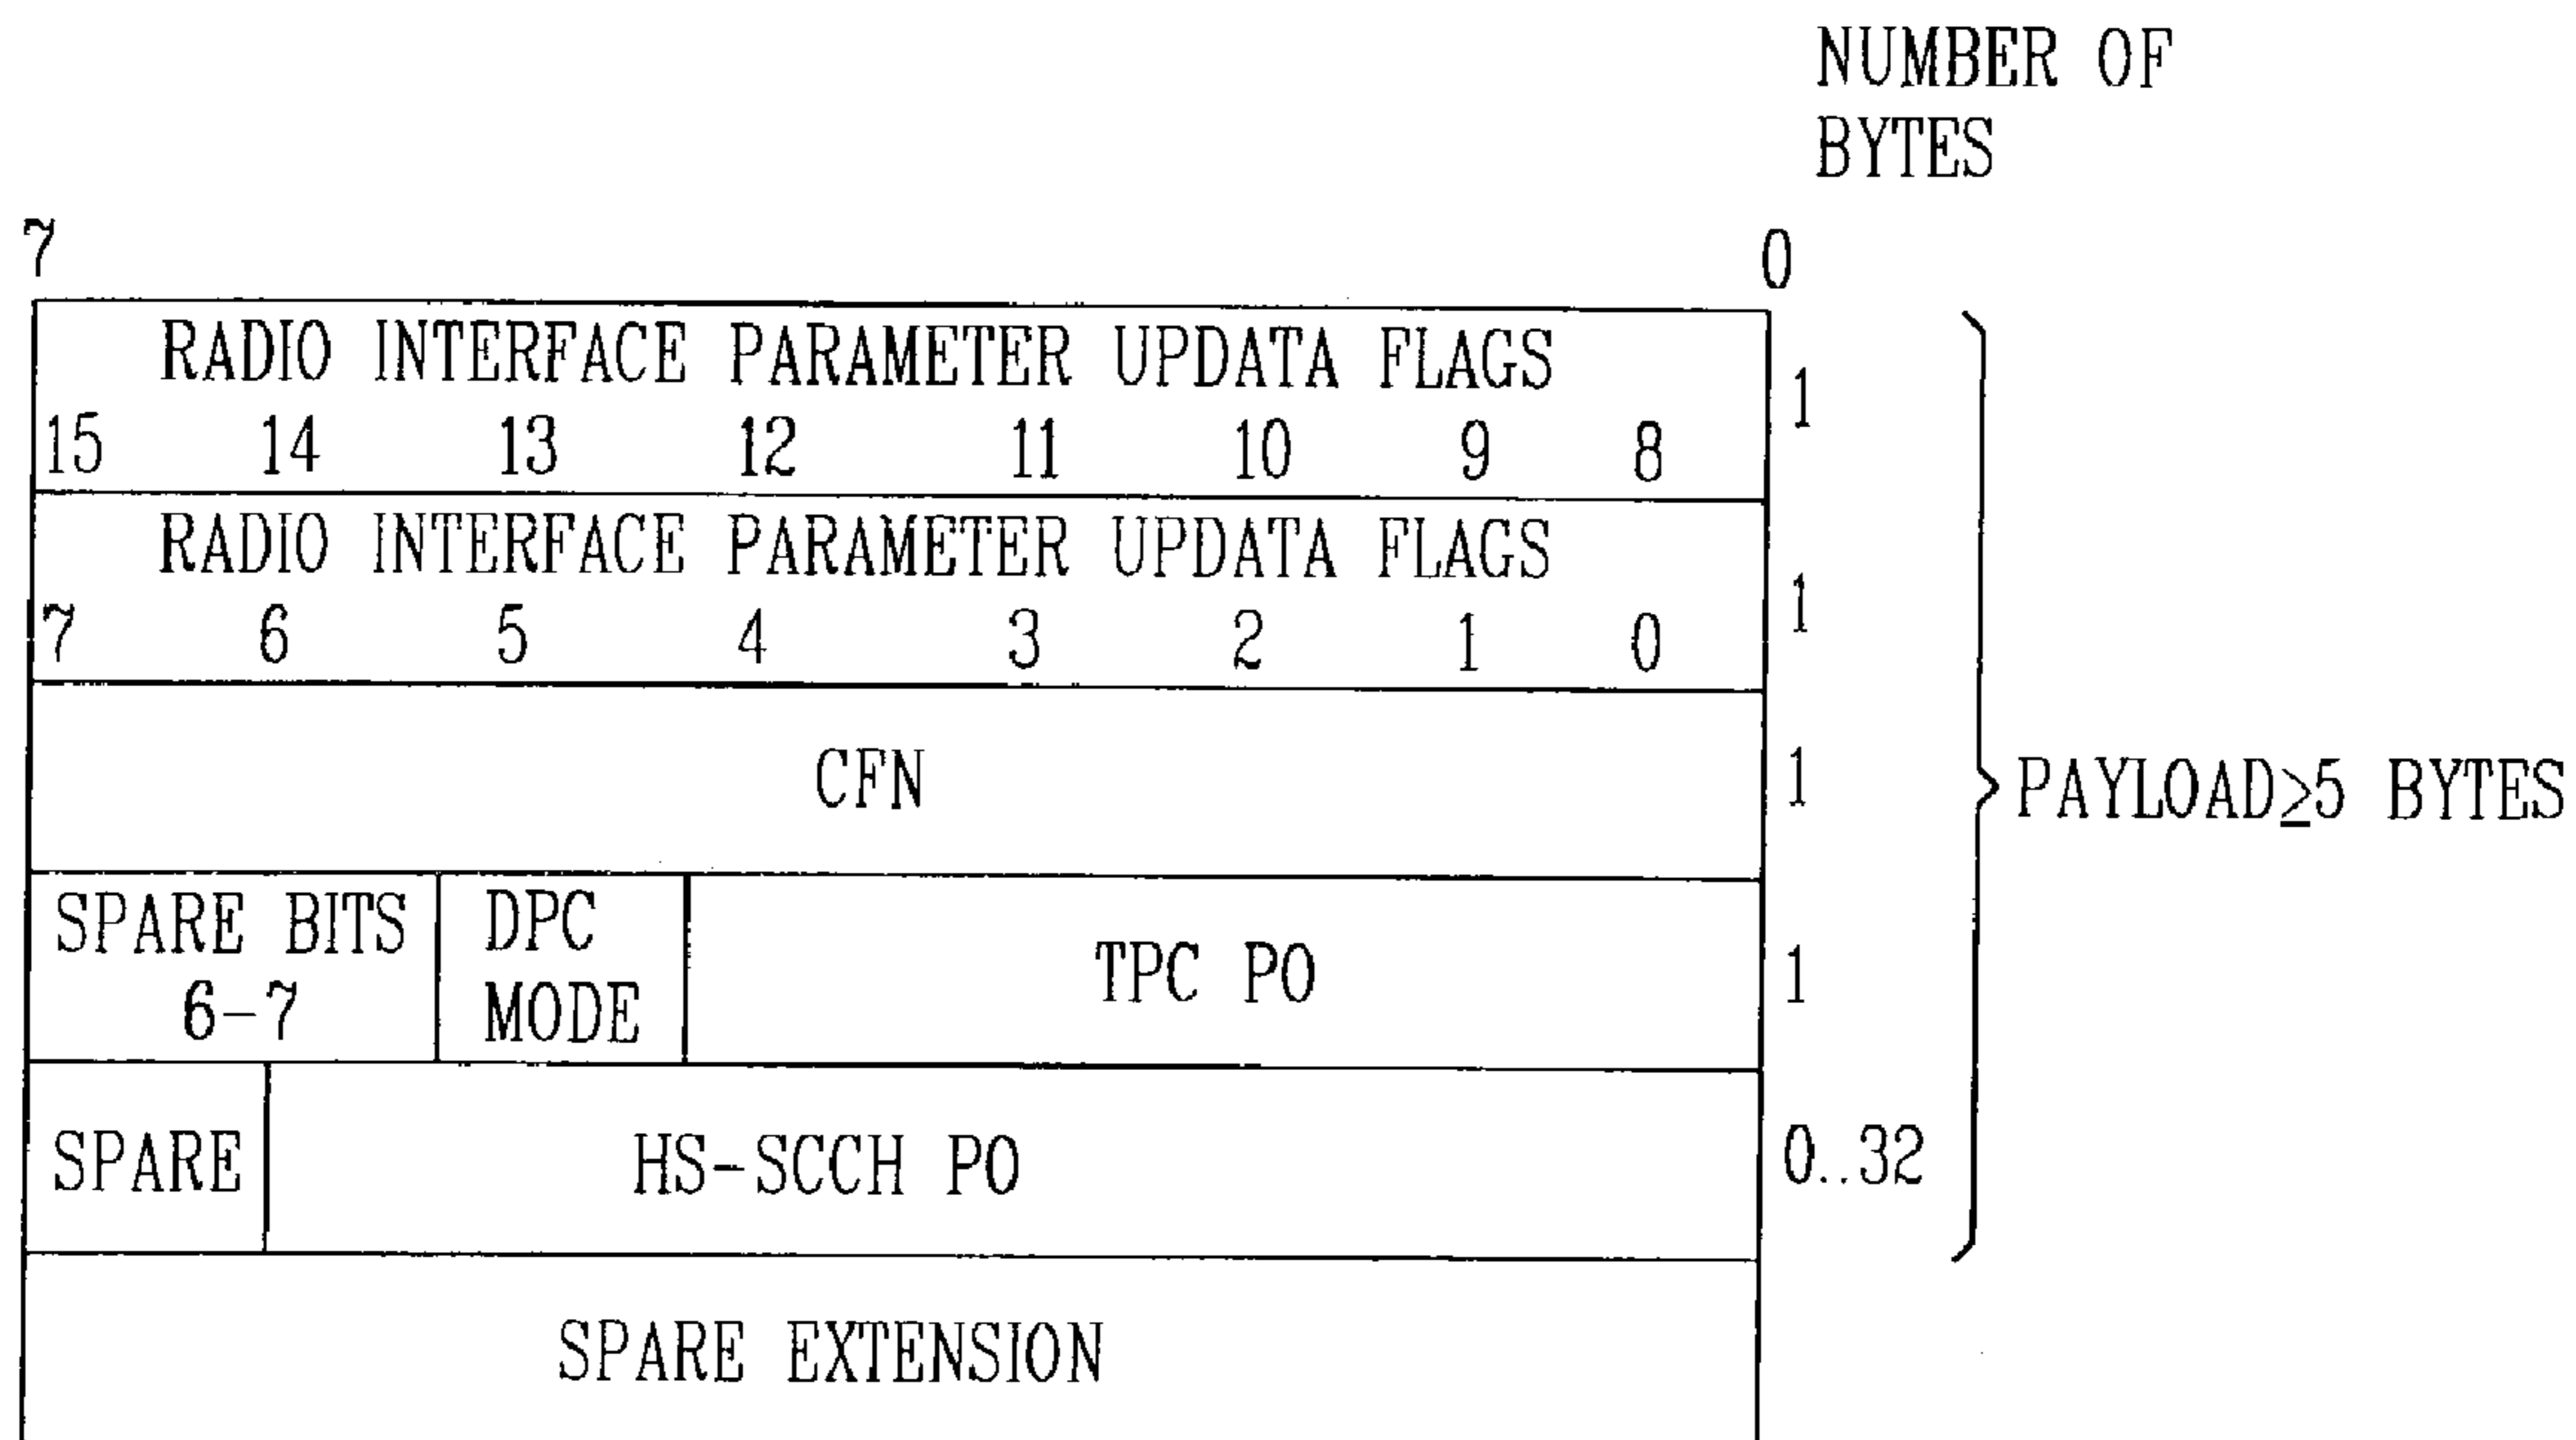 NUMBER OF
BYTES
7 0
RADIO INTERFACE PARAMETER UPDATA FLAGS
15 14 13 12 11 10 9 8
1
RADIO INTERFACE PARAMETER UPDATA FLAGS
7 6 5 4 3 2 1 0
1
CFN
1
PAYLOAD≥5 BYTES
SPARE BITS
6-7
DPC
MODE
TPC PO
1
SPARE
HS-SCCH PO
0..32
SPARE EXTENSION